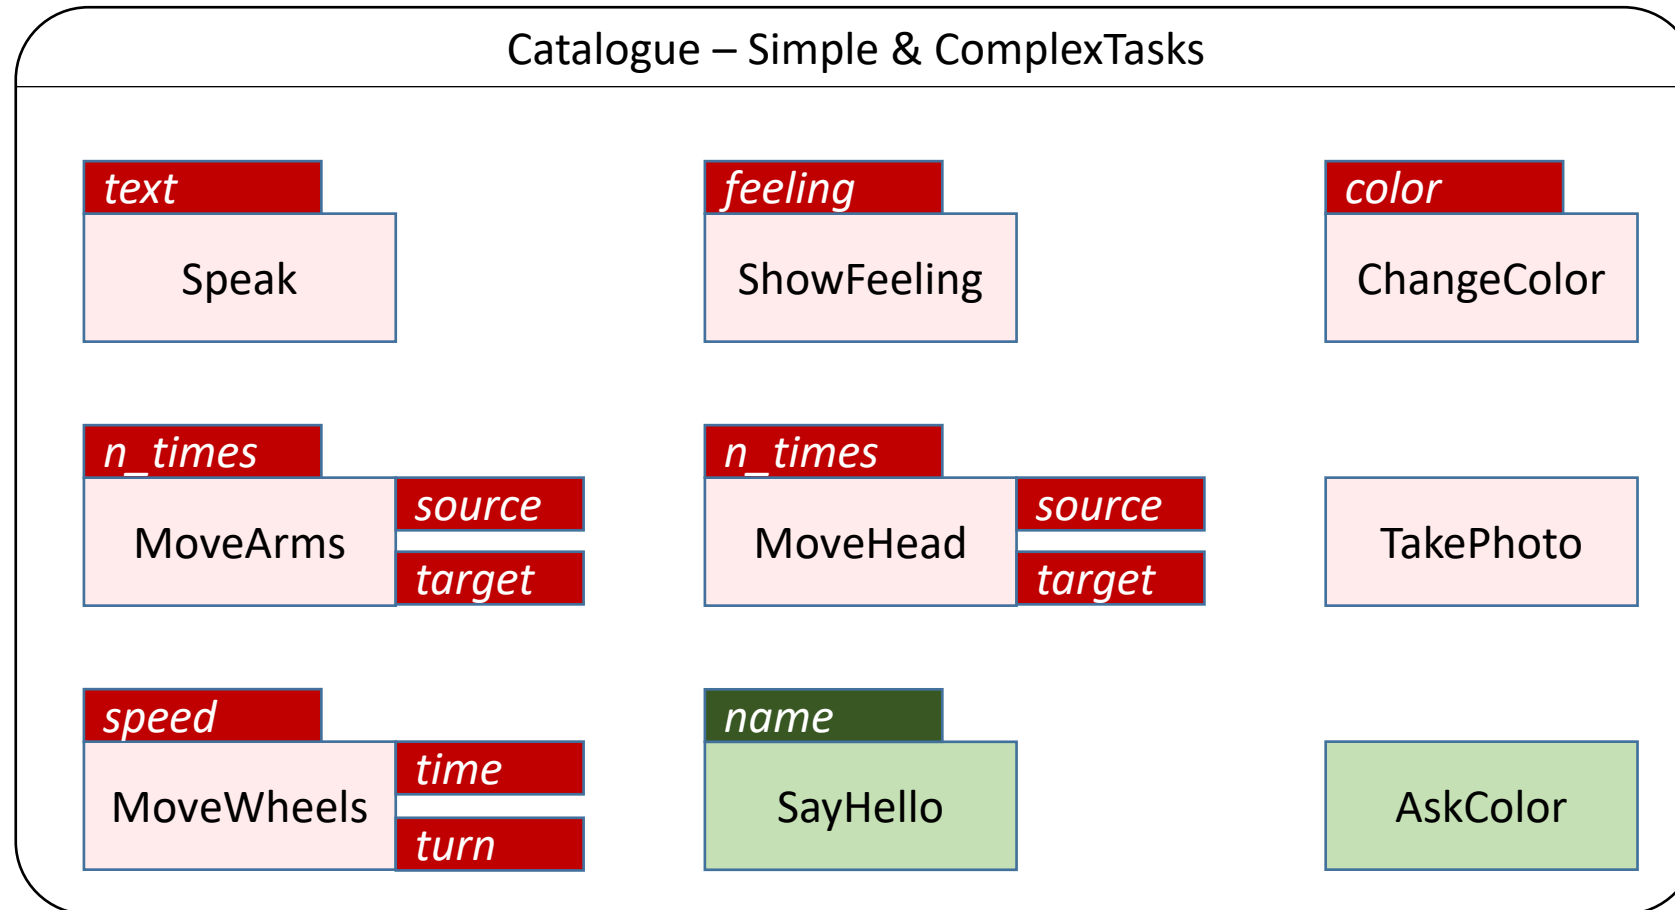 Catalogue – Simple & ComplexTasks
text
Speak
feeling
ShowFeeling
color
ChangeColor
n_times
MoveArms
source
target
n_times
MoveHead
source
target
TakePhoto
speed
MoveWheels
time
turn
name
SayHello
AskColor